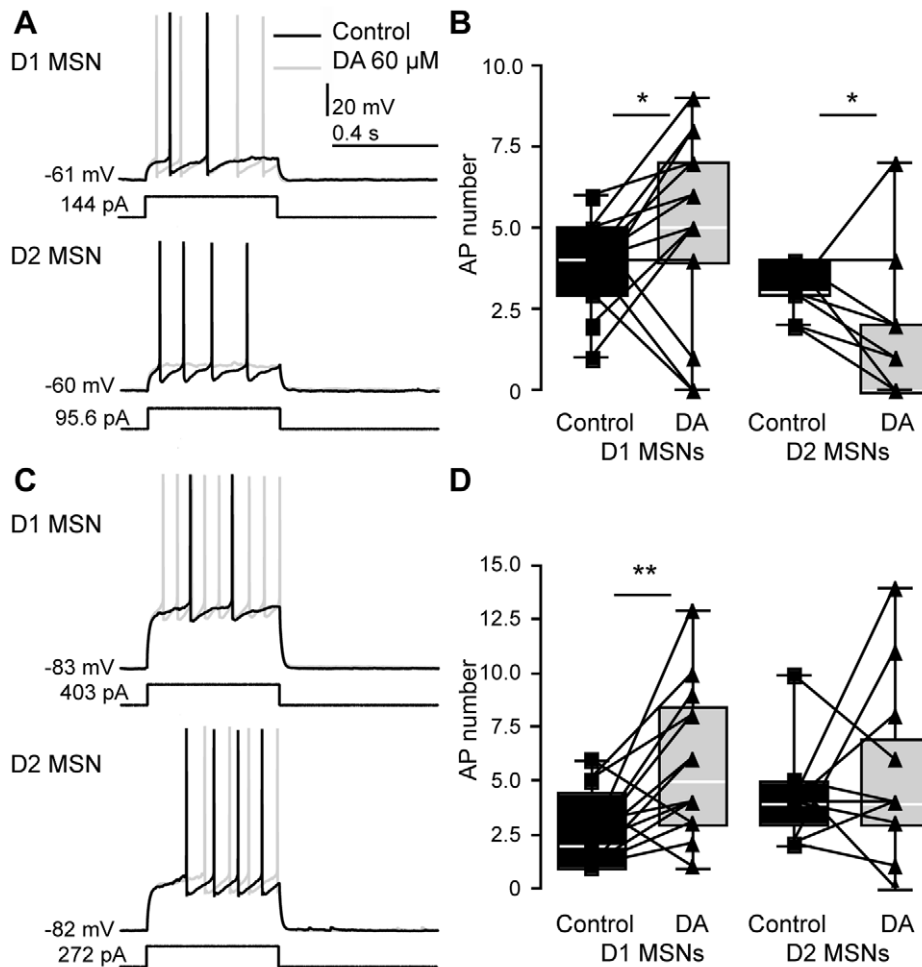 A
D1 MSN
Control
DA 60 µM
20 mV
0.4 s
-61 mV
144 pA
D2 MSN
-60 mV
95.6 pA
B
10.0
7.5
5.0
2.5
0
AP number
*
*
Control DA Control DA
D1 MSNs D2 MSNs
C
D1 MSN
-83 mV
403 pA
D2 MSN
-82 mV
272 pA
D
15.0
12.5
10.0
7.5
5.0
2.5
0
AP number
**
Control DA Control DA
D1 MSNs D2 MSNs